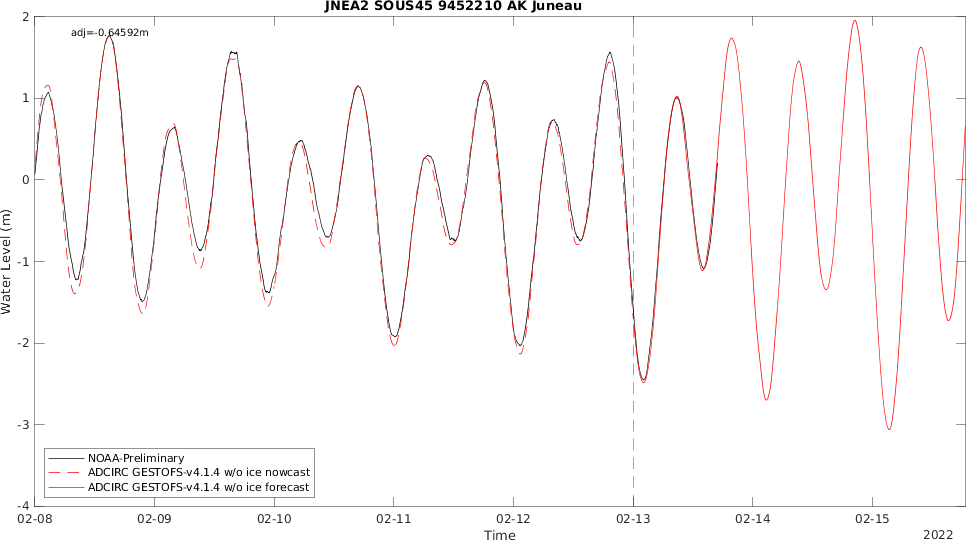 JNEA2 SOUS45 9452210 AK Juneau
adj=-0.64592m
2
1
0
-1
-2
-3
-4
Water Level (m)
NOAA-Preliminary
ADCIRC GESTOFS-v4.1.4 w/o ice nowcast
ADCIRC GESTOFS-v4.1.4 w/o ice forecast
02-08 02-09 02-10 02-11 02-12 02-13 02-14 02-15
Time
2022